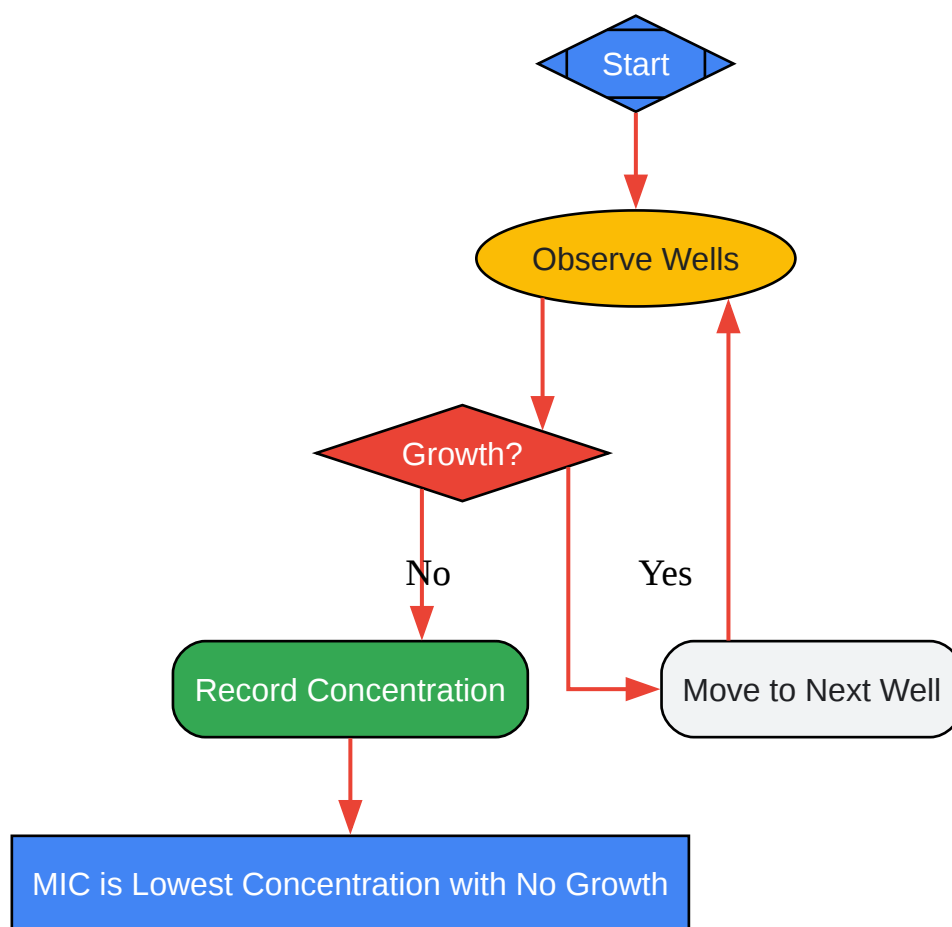 Start
Observe Wells
Growth?
No
Yes
Record Concentration
Move to Next Well
MIC is Lowest Concentration with No Growth